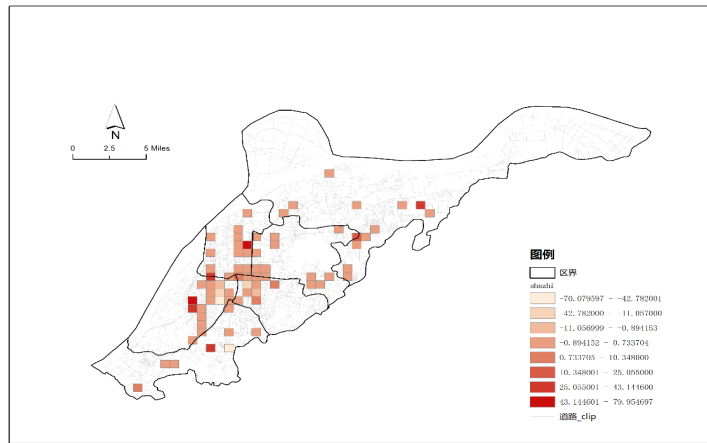 N
0 2.5 5 Miles
图例
区界
shuzhi
-70.079597 - -42.782001
-42.782000 - -11.057000
-11.056999 - -0.894153
-0.894152 - 0.733704
0.733705 - 10.348000
10.348001 - 25.055000
25.055001 - 43.144600
43.144601 - 79.954697
道路_clip